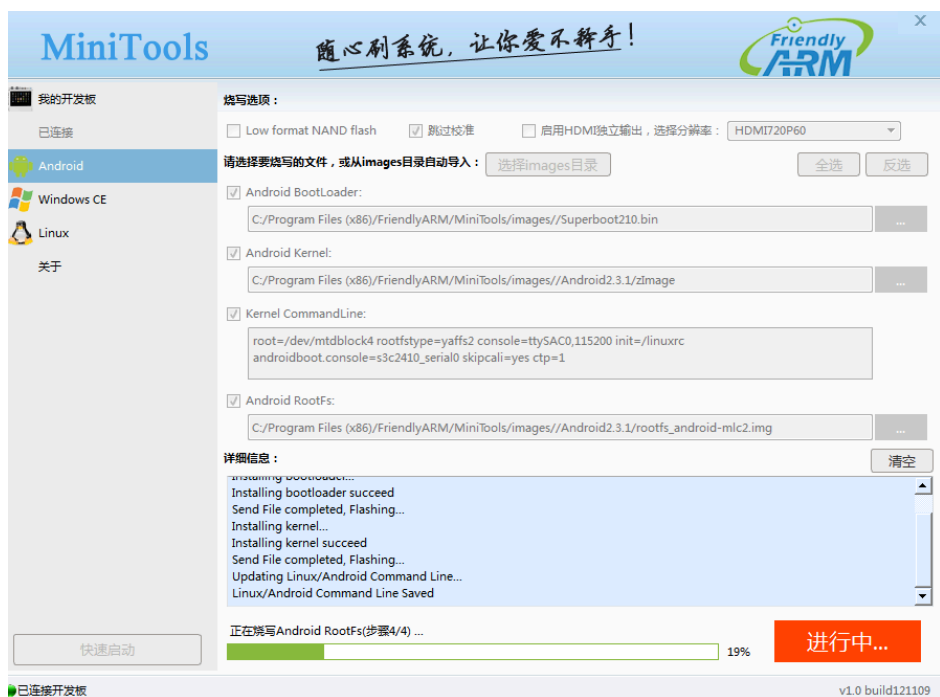 MiniTools
随心刷系统，让你爱不释手！
Friendly
ARM
我的开发板
已连接
Android
Windows CE
Linux
关于
快速启动
烧写选项：
Low format NAND flash 跳过校准 启用HDMI独立输出，选择分辨率： HDMI720P60
请选择要烧写的文件，或从images目录自动导入： 选择images目录 全选 反选
Android BootLoader:
C:/Program Files (x86)/FriendlyARM/MiniTools/images//Superboot210.bin ...
Android Kernel:
C:/Program Files (x86)/FriendlyARM/MiniTools/images//Android2.3.1/zImage ...
Kernel CommandLine:
root=/dev/mtdblock4 rootfstype=yaffs2 console=ttySAC0,115200 init=/linuxrc
androidboot.console=s3c2410_serial0 skipcali=yes ctp=1
Android RootFs:
C:/Program Files (x86)/FriendlyARM/MiniTools/images//Android2.3.1/rootfs_android-mlc2.img ...
详细信息： 清空
Installing bootloader...
Installing bootloader succeed
Send File completed, Flashing...
Installing kernel...
Installing kernel succeed
Send File completed, Flashing...
Updating Linux/Android Command Line...
Linux/Android Command Line Saved
正在烧写Android RootFs(步骤4/4) ...
19%
进行中...
已连接开发板
v1.0 build121109